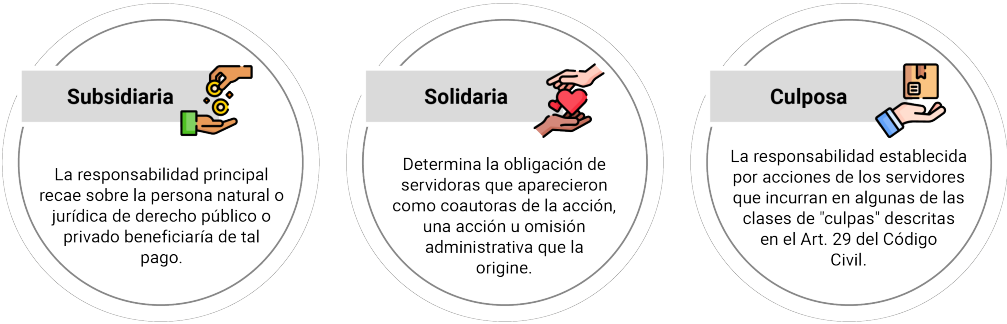 Subsidiaria
La responsabilidad principal
recae sobre la persona natural o
jurídica de derecho público o
privado beneficiaría de tal
pago.
Solidaria
Determina la obligación de
servidoras que aparecieron
como coautoras de la acción,
una acción u omisión
administrativa que la
origine.
Culposa
La responsabilidad establecida
por acciones de los servidores
que incurran en algunas de las
clases de "culpas" descritas
en el Art. 29 del Código
Civil.